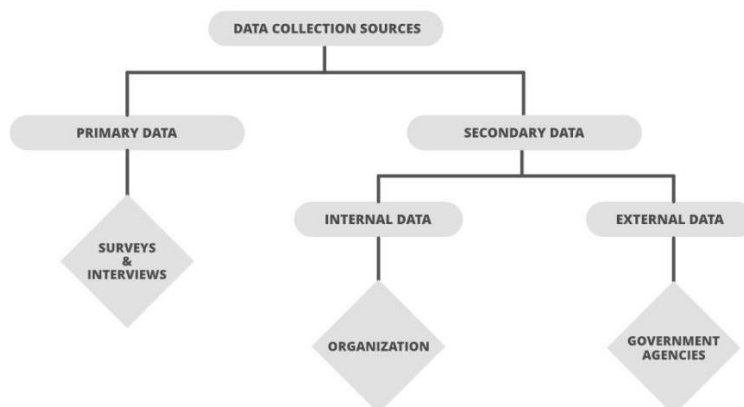 DATA COLLECTION SOURCES
PRIMARY DATA
SECONDARY DATA
INTERNAL DATA
EXTERNAL DATA
SURVEYS
&
INTERVIEWS
ORGANIZATION
GOVERNMENT
AGENCIES